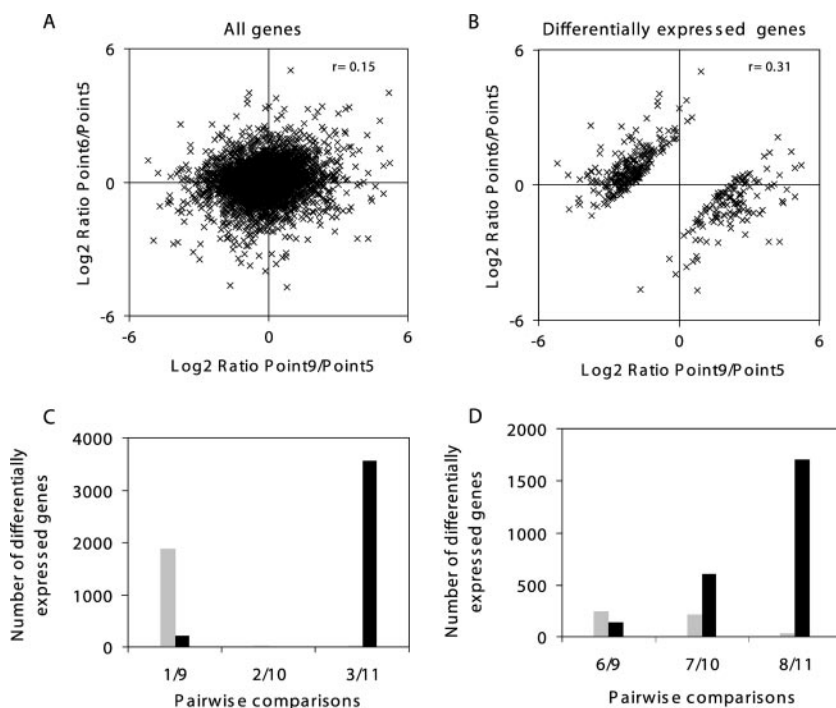 A
All genes
r= 0.15
6
0
-6
-6
0
6
Log2 Ratio Point6/Point5
Log2 Ratio Point9/Point5
B
Differentially expressed genes
r= 0.31
6
0
-6
-6
0
6
Log2 Ratio Point6/Point5
Log2 Ratio Point9/Point5
C
4000
3000
2000
1000
0
Number of differentially
expressed genes
1/9
2/10
3/11
Pairwise comparisons
D
2000
1500
1000
500
0
Number of differentially
expressed genes
6/9
7/10
8/11
Pairwise comparisons